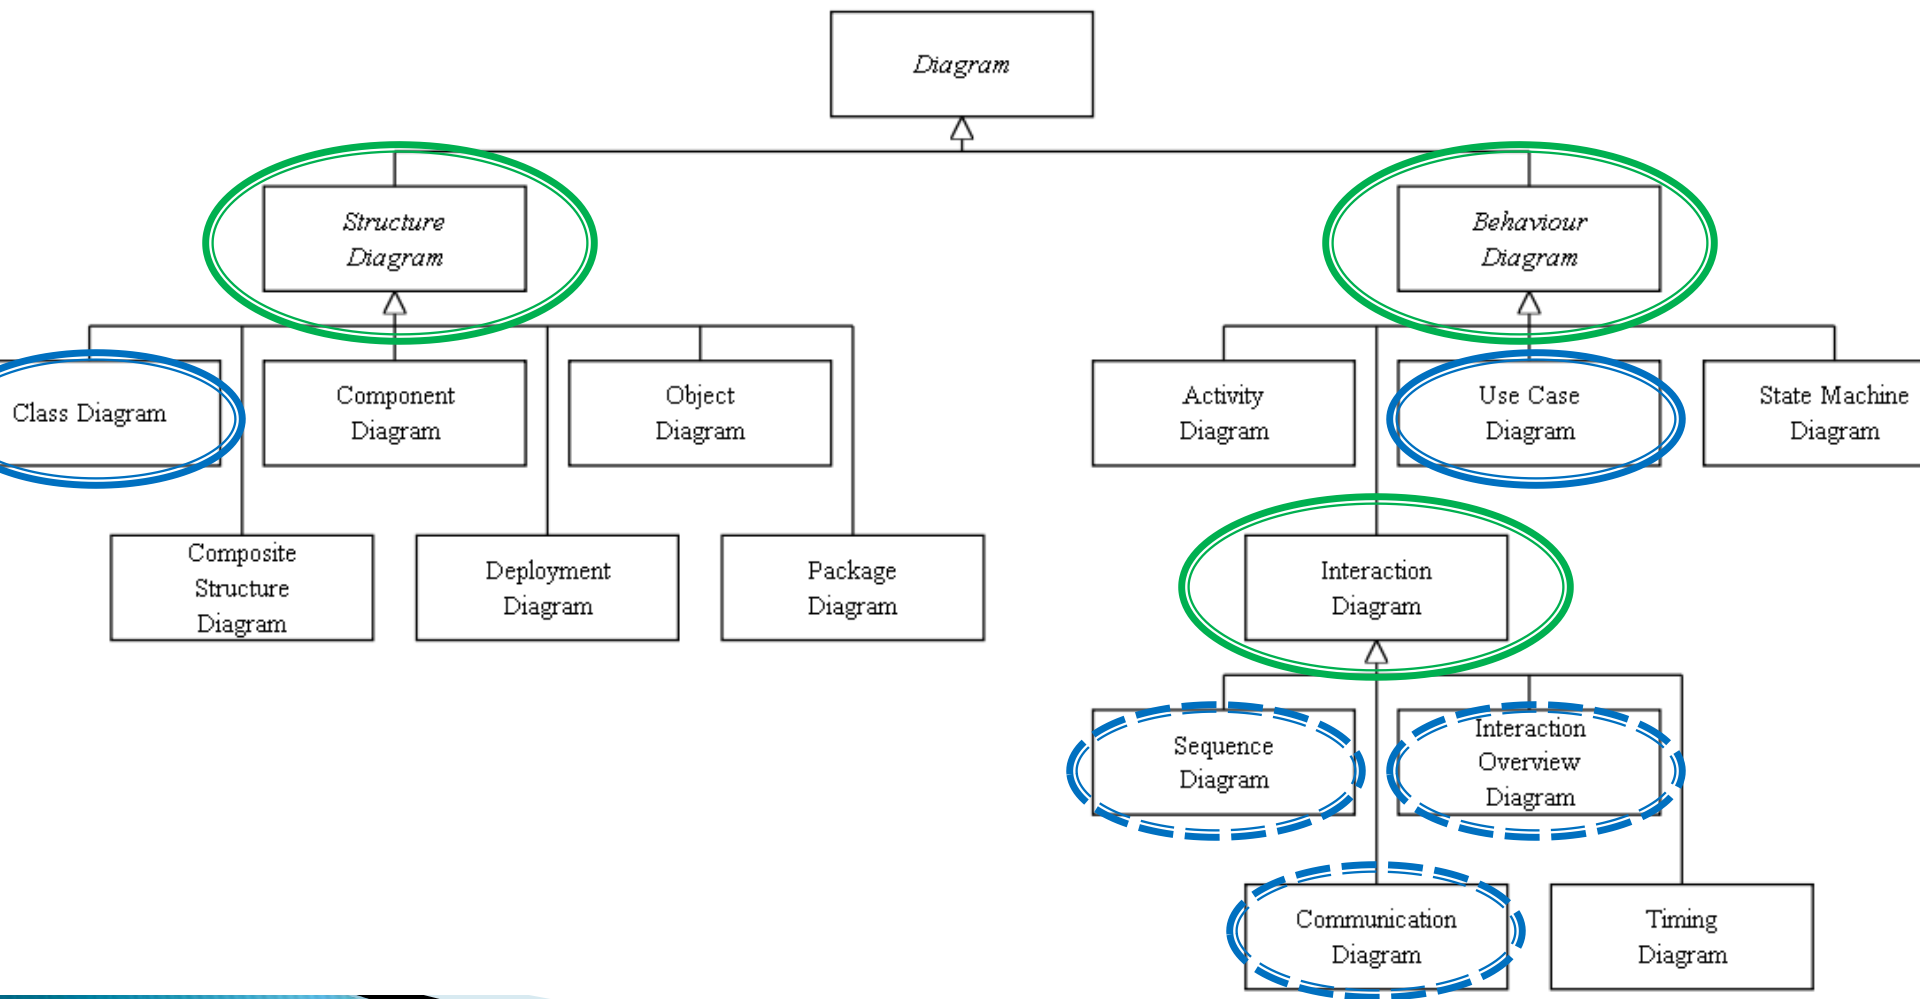 Diagram
Structure
Diagram
Behaviour
Diagram
Class Diagram
Component
Diagram
Object
Diagram
Activity
Diagram
Use Case
Diagram
State Machine
Diagram
Composite
Structure
Diagram
Deployment
Diagram
Package
Diagram
Interaction
Diagram
Sequence
Diagram
Interaction
Overview
Diagram
Communication
Diagram
Timing
Diagram